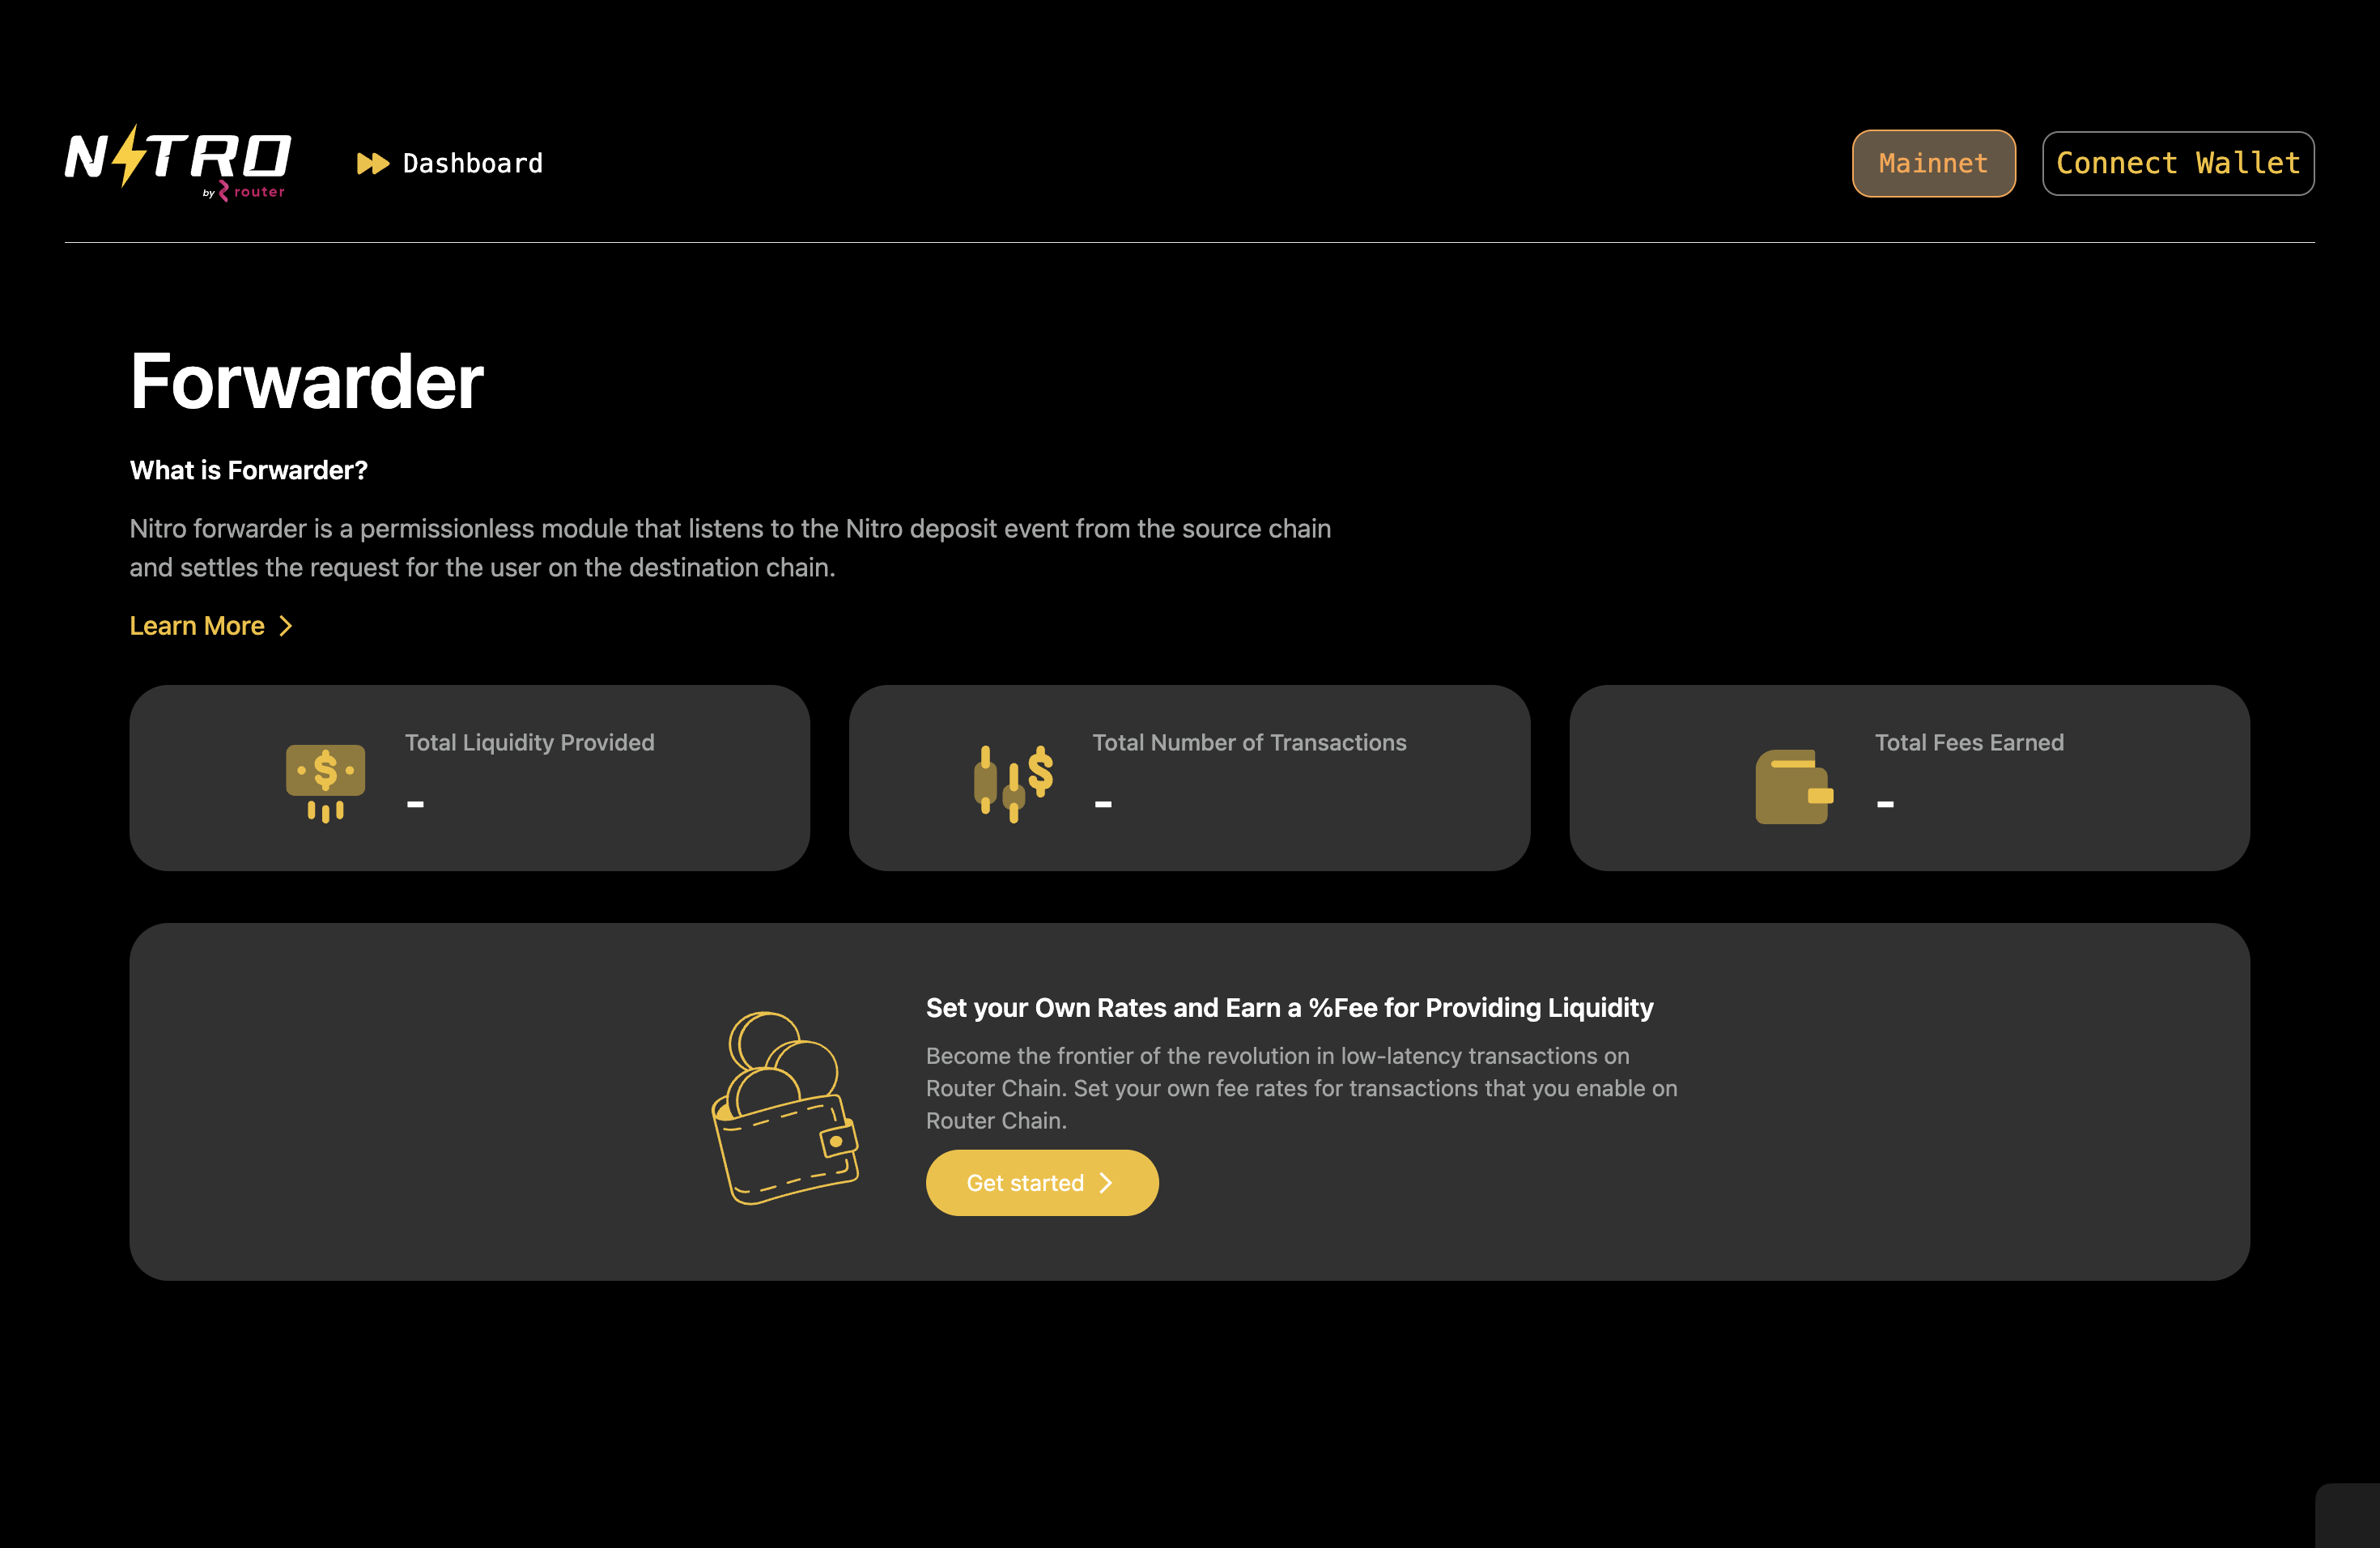 NITRO
by router
Dashboard
Mainnet
Connect Wallet
Forwarder
What is Forwarder?
Nitro forwarder is a permissionless module that listens to the Nitro deposit event from the source chain
and settles the request for the user on the destination chain.
Learn More
Total Liquidity Provided
-
Total Number of Transactions
-
Total Fees Earned
-
Set your Own Rates and Earn a %Fee for Providing Liquidity
Become the frontier of the revolution in low-latency transactions on
Router Chain. Set your own fee rates for transactions that you enable on
Router Chain.
Get started